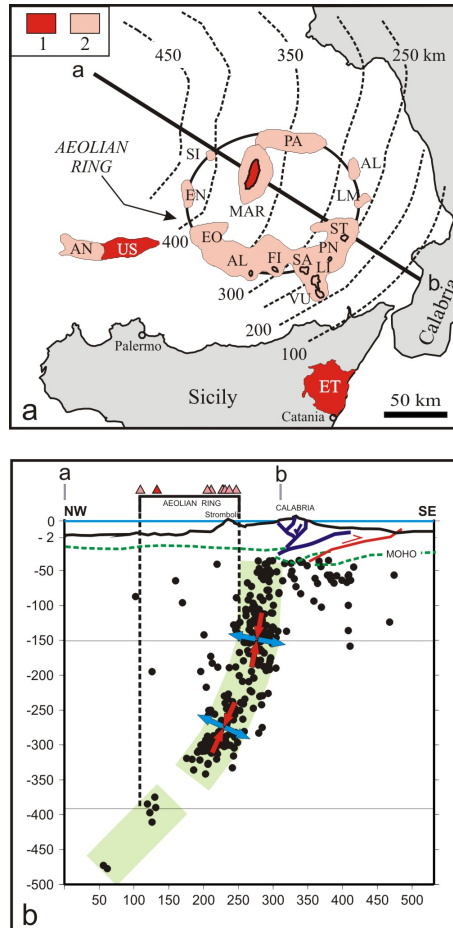 1 2
450 350 250 km
a
AEOLIAN
RING
SI PA
AL
EN MAR LM
400 EO ST
AN US PN
AL FI SA LI
300 VU b
200
100
Palermo
Calabria
Sicily ET
50 km
Catania
a
a b
NW AEOLIAN RING CALABRIA SE
Stromboli
0
- 2
MOHO
-50
-100
-150
-200
-250
-300
-350
-400
-450
-500
50 100 150 200 250 300 350 400 450 500
b